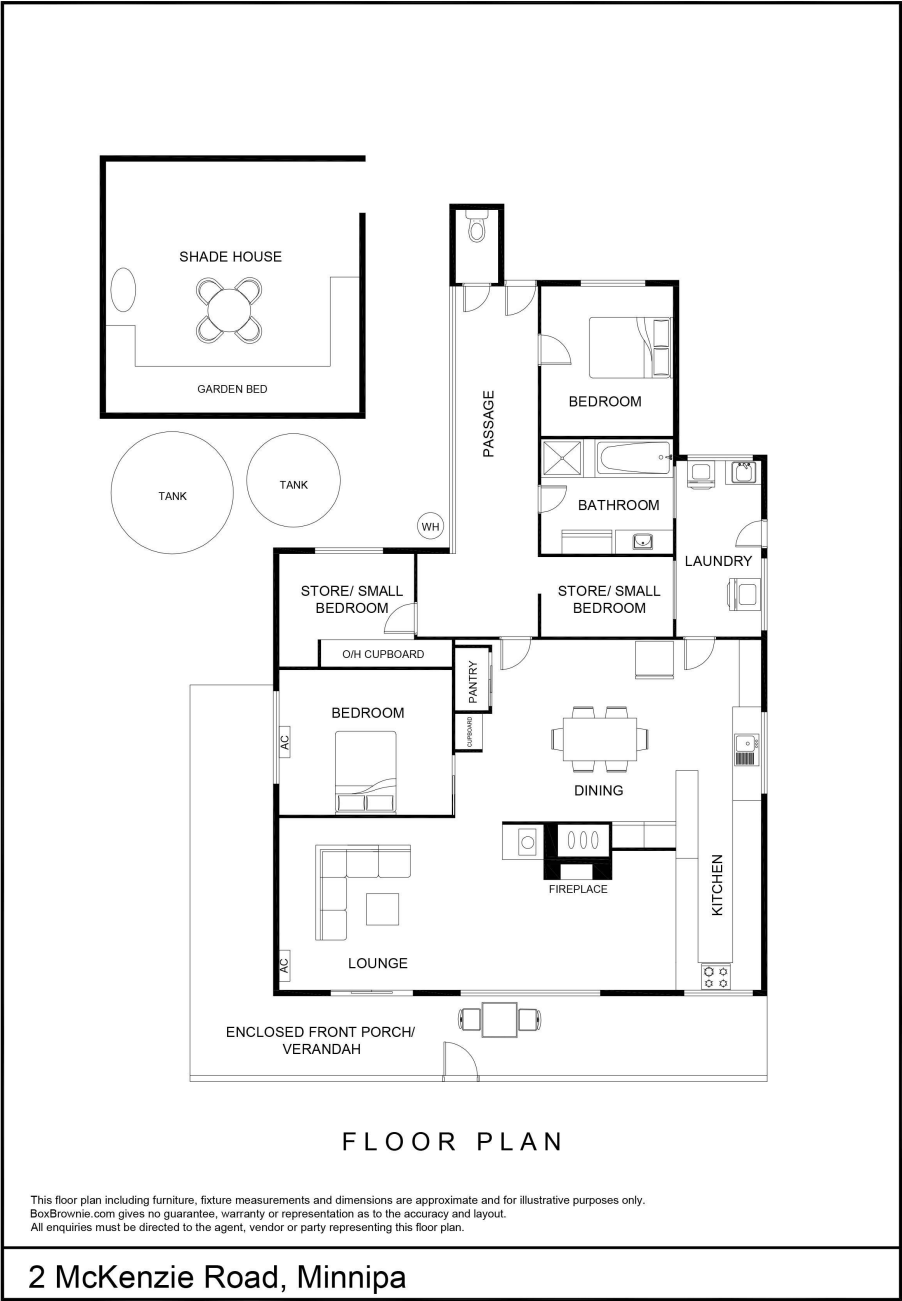 SHADE HOUSE
GARDEN BED
TANK
TANK
WH
PASSAGE
BEDROOM
BATHROOM
LAUNDRY
STORE/ SMALL
BEDROOM
STORE/ SMALL
BEDROOM
O/H CUPBOARD
PANTRY
CUPBOARD
BEDROOM
AC
DINING
KITCHEN
FIREPLACE
LOUNGE
AC
ENCLOSED FRONT PORCH/
VERANDAH
FLOOR PLAN
This floor plan including furniture, fixture measurements and dimensions are approximate and for illustrative purposes only.
BoxBrownie.com gives no guarantee, warranty or representation as to the accuracy and layout.
All enquiries must be directed to the agent, vendor or party representing this floor plan.
2 McKenzie Road, Minnipa